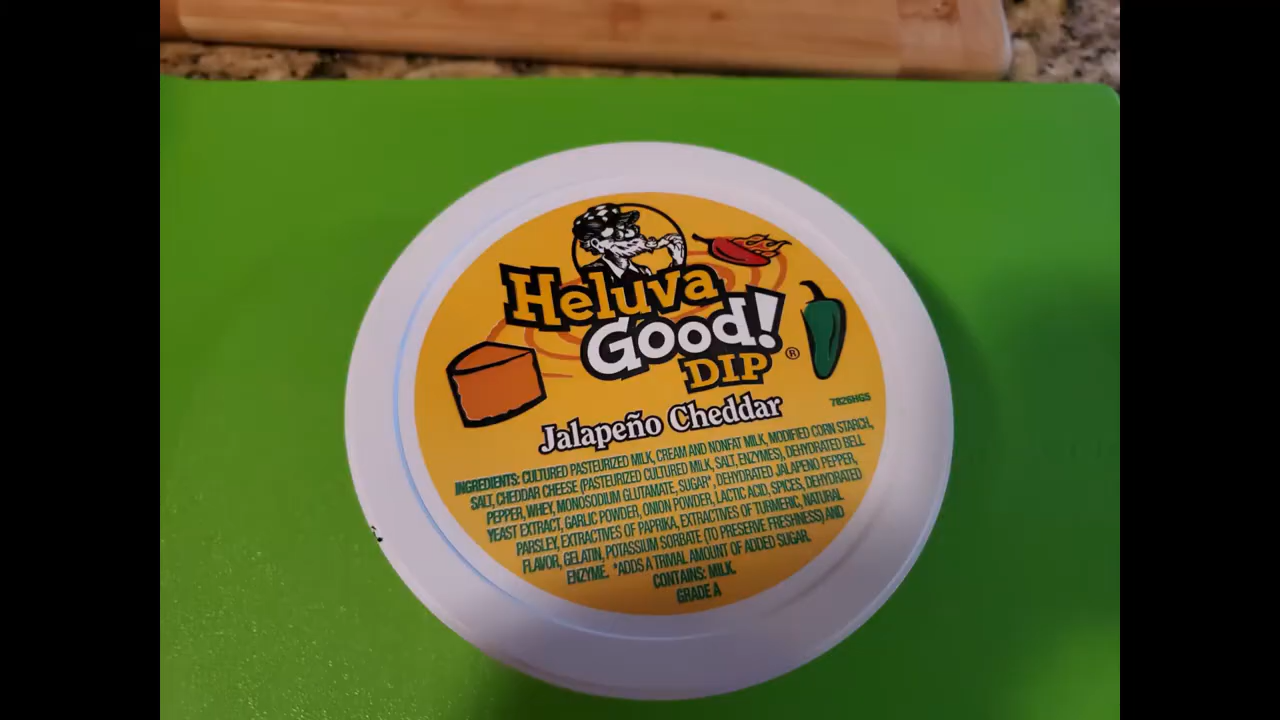 Heluva
Good!
DIP ®
Jalapeño Cheddar
7826HGS
INGREDIENTS: CULTURED PASTEURIZED MILK, CREAM AND NONFAT MILK, MODIFIED CORN STARCH,
SALT, CHEDDAR CHEESE (PASTEURIZED CULTURED MILK, SALT, ENZYMES), DEHYDRATED BELL
PEPPER, WHEY, MONOSODIUM GLUTAMATE, SUGAR*, DEHYDRATED JALAPENO PEPPER,
YEAST EXTRACT, GARLIC POWDER, ONION POWDER, LACTIC ACID, SPICES, DEHYDRATED
PARSLEY, EXTRACTIVES OF PAPRIKA, EXTRACTIVES OF TURMERIC, NATURAL
FLAVOR, GELATIN, POTASSIUM SORBATE (TO PRESERVE FRESHNESS) AND
ENZYME. *ADDS A TRIVIAL AMOUNT OF ADDED SUGAR.
CONTAINS: MILK.
GRADE A